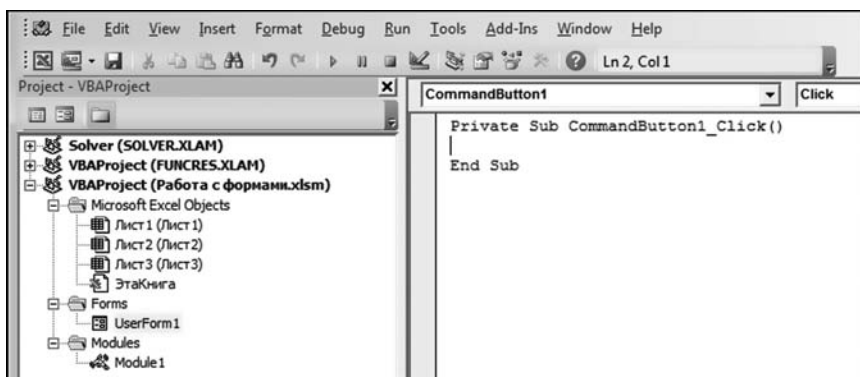 File Edit View Insert Format Debug Run Tools Add-Ins Window Help
Ln 2, Col 1
Project - VBAProject
CommandButton1 Click
Private Sub CommandButton1_Click()
End Sub
Solver (SOLVER.XLAM)
VBAProject (FUNCRES.XLAM)
VBAProject (Работа с формами.xlsm)
Microsoft Excel Objects
Лист1 (Лист1)
Лист2 (Лист2)
Лист3 (Лист3)
ЭтаКнига
Forms
UserForm1
Modules
Module1